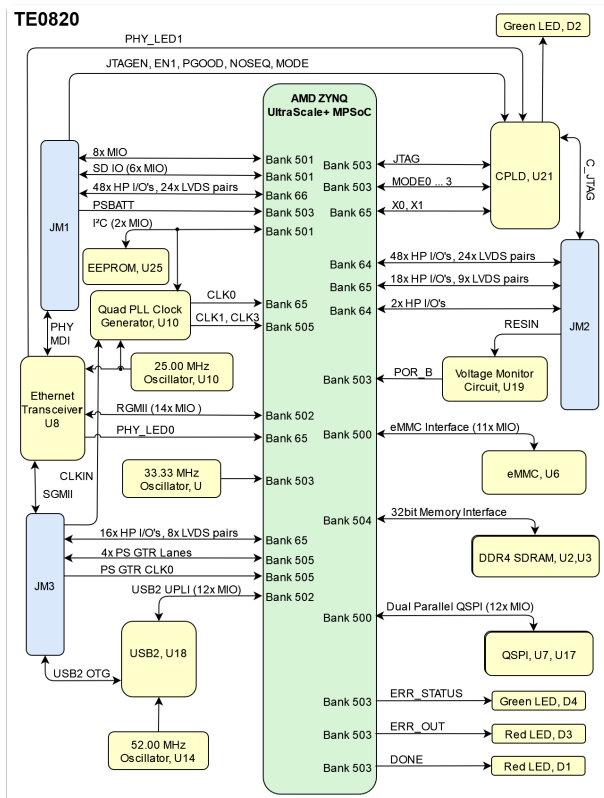 TE0820
Green LED, D2
PHY_LED1
JTAGEN, EN1, PGOOD, NOSEQ, MODE
AMD ZYNQ
UltraScale+ MPSoC
JM1
8x MIO
Bank 501
SD IO (6x MIO)
Bank 501
48x HP I/O's, 24x LVDS pairs
Bank 66
PSBATT
Bank 503
I²C (2x MIO)
Bank 501
Bank 503
JTAG
Bank 503
MODE0 ... 3
Bank 65
X0, X1
CPLD, U21
C_JTAG
EEPROM, U25
Quad PLL Clock
Generator, U10
CLK0
Bank 65
CLK1, CLK3
Bank 505
Bank 64
48x HP I/O's, 24x LVDS pairs
Bank 65
18x HP I/O's, 9x LVDS pairs
Bank 64
2x HP I/O's
JM2
RESIN
PHY
MDI
25.00 MHz
Oscillator, U10
Bank 503
POR_B
Voltage Monitor
Circuit, U19
Ethernet
Transceiver
U8
RGMII (14x MIO )
Bank 502
PHY_LED0
Bank 65
Bank 500
eMMC Interface (11x MIO)
eMMC, U6
CLKIN
SGMII
33.33 MHz
Oscillator, U
Bank 503
Bank 504
32bit Memory Interface
DDR4 SDRAM, U2,U3
JM3
16x HP I/O's, 8x LVDS pairs
Bank 65
4x PS GTR Lanes
Bank 505
PS GTR CLK0
Bank 505
USB2 UPLI (12x MIO)
Bank 502
Bank 500
Dual Parallel QSPI (12x MIO)
QSPI, U7, U17
USB2, U18
USB2 OTG
52.00 MHz
Oscillator, U14
Bank 503
ERR_STATUS
Green LED, D4
Bank 503
ERR_OUT
Red LED, D3
Bank 503
DONE
Red LED, D1